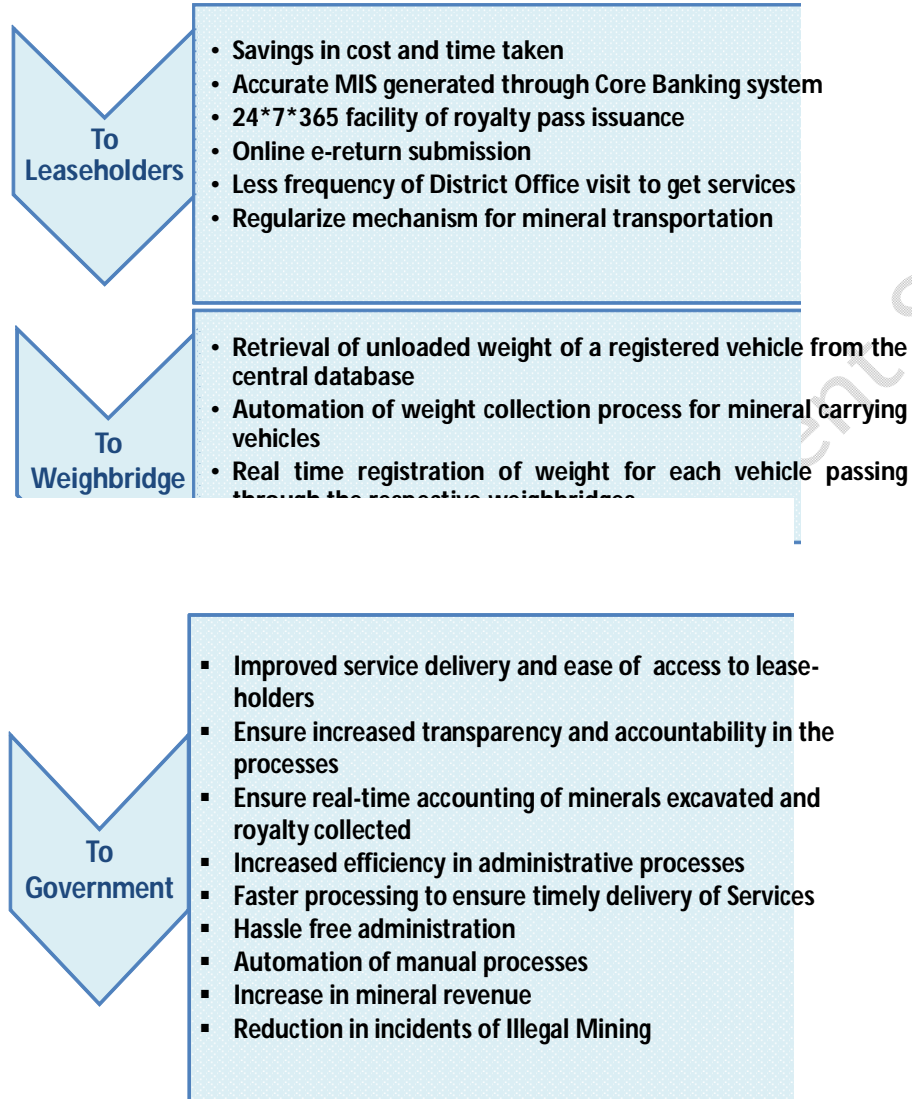 To
Leaseholders
• Savings in cost and time taken
• Accurate MIS generated through Core Banking system
• 24*7*365 facility of royalty pass issuance
• Online e-return submission
• Less frequency of District Office visit to get services
• Regularize mechanism for mineral transportation
To
Weighbridge
• Retrieval of unloaded weight of a registered vehicle from the
central database
• Automation of weight collection process for mineral carrying
vehicles
• Real time registration of weight for each vehicle passing
through the respective weighbridges
To
Government
▪ Improved service delivery and ease of access to lease-
holders
▪ Ensure increased transparency and accountability in the
processes
▪ Ensure real-time accounting of minerals excavated and
royalty collected
▪ Increased efficiency in administrative processes
▪ Faster processing to ensure timely delivery of Services
▪ Hassle free administration
▪ Automation of manual processes
▪ Increase in mineral revenue
▪ Reduction in incidents of Illegal Mining